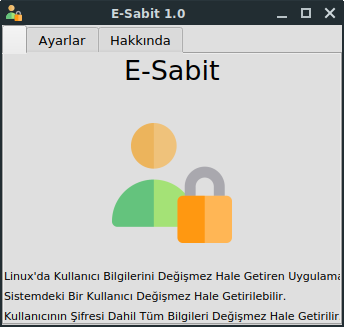 E-Sabit 1.0
Ayarlar Hakkında
E-Sabit
Linux'da Kullanıcı Bilgilerini Değişmez Hale Getiren Uygulama
Sistemdeki Bir Kullanıcı Değişmez Hale Getirilebilir.
Kullanıcının Şifresi Dahil Tüm Bilgileri Değişmez Hale Getirilir